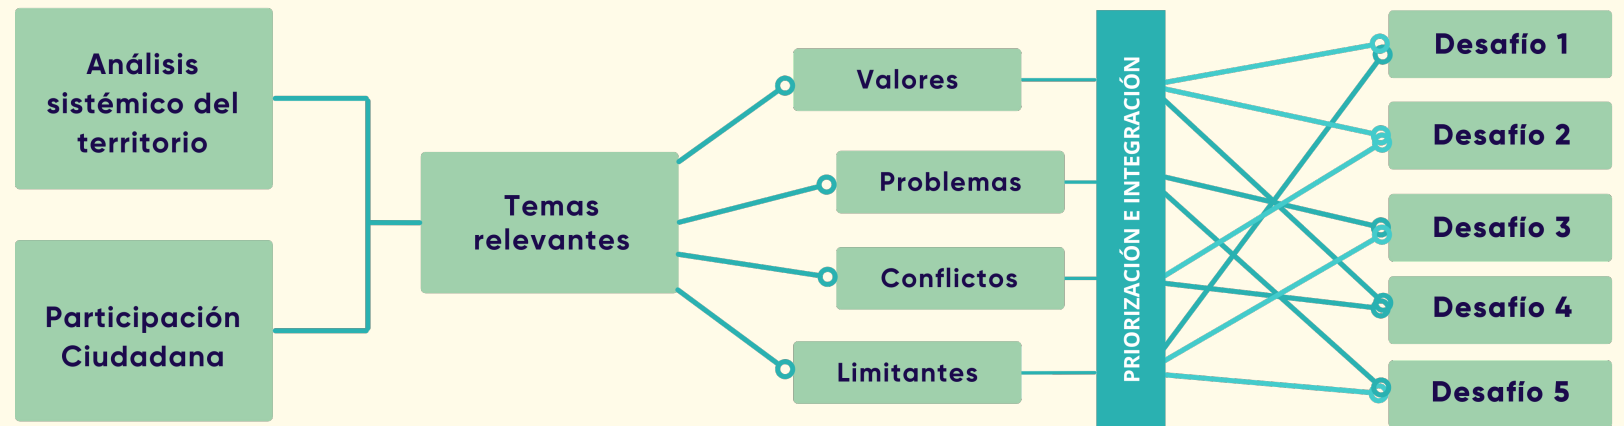 Análisis
sistémico del
territorio
Participación
Ciudadana
Temas
relevantes
Valores
Problemas
Conflictos
Limitantes
PRIORIZACIÓN E INTEGRACIÓN
Desafío 1
Desafío 2
Desafío 3
Desafío 4
Desafío 5